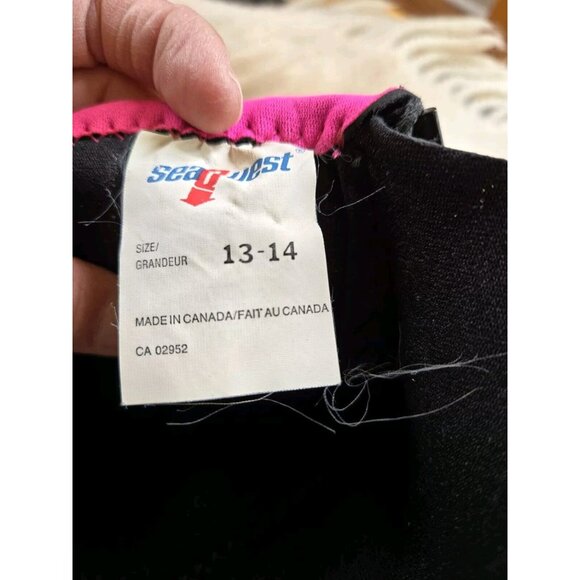 seaQuest®
SIZE/
GRANDEUR
13-14
MADE IN CANADA/FAIT AU CANADA
CA 02952